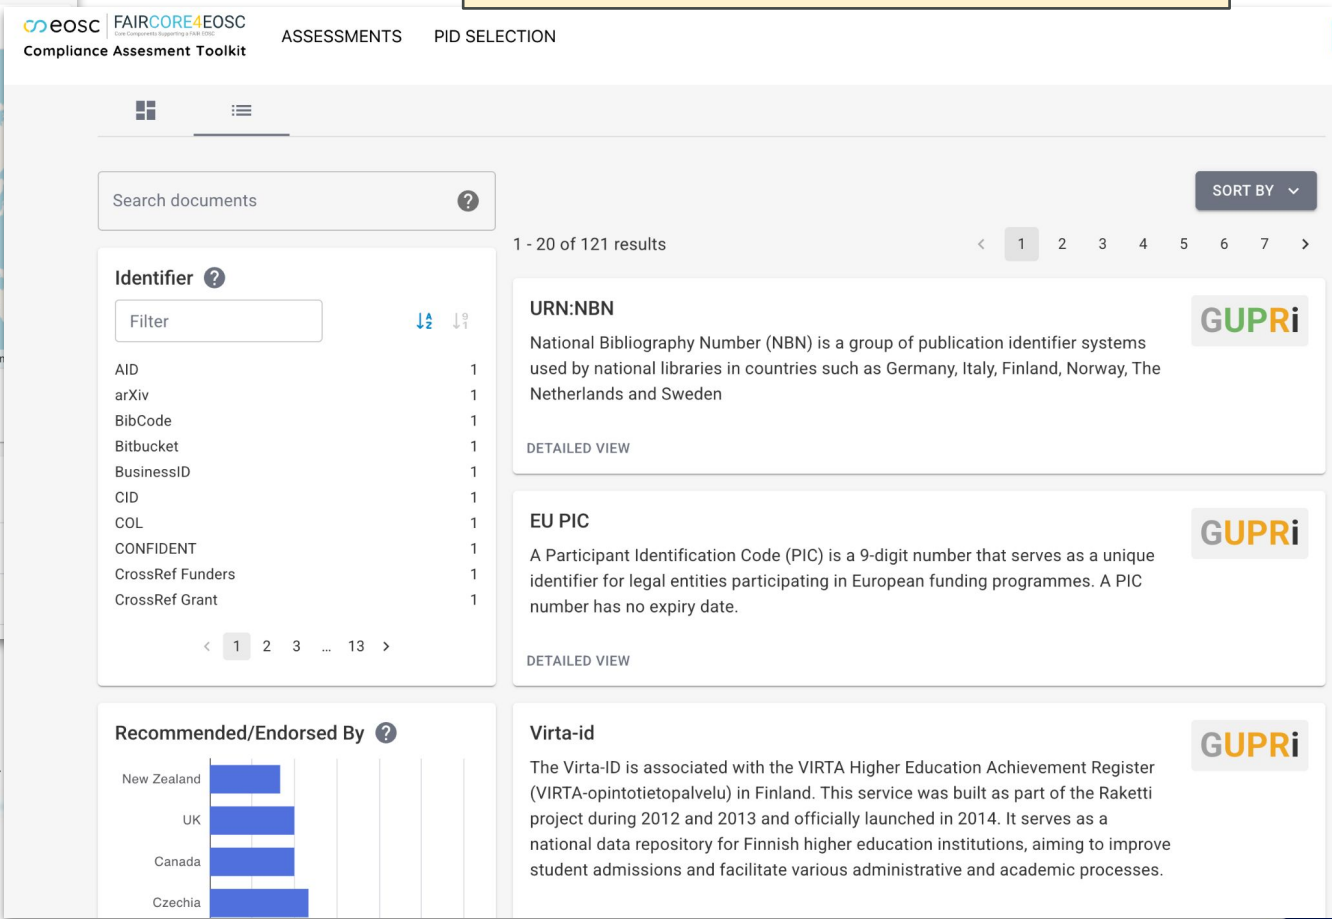 eosc FAIRCORE4EOSC
Core Components Supporting a FAIR EOSC
Compliance Assesment Toolkit
ASSESSMENTS PID SELECTION
Search documents ?
SORT BY
1 - 20 of 121 results
1 2 3 4 5 6 7
Identifier ?
Filter
AID 1
arXiv 1
BibCode 1
Bitbucket 1
BusinessID 1
CID 1
COL 1
CONFIDENT 1
CrossRef Funders 1
CrossRef Grant 1
1 2 3 ... 13
Recommended/Endorsed By ?
New Zealand
UK
Canada
Czechia
URN:NBN
GUPRi
National Bibliography Number (NBN) is a group of publication identifier systems
used by national libraries in countries such as Germany, Italy, Finland, Norway, The
Netherlands and Sweden
DETAILED VIEW
EU PIC
GUPRi
A Participant Identification Code (PIC) is a 9-digit number that serves as a unique
identifier for legal entities participating in European funding programmes. A PIC
number has no expiry date.
DETAILED VIEW
Virta-id
GUPRi
The Virta-ID is associated with the VIRTA Higher Education Achievement Register
(VIRTA-opintotietopalvelu) in Finland. This service was built as part of the Raketti
project during 2012 and 2013 and officially launched in 2014. It serves as a
national data repository for Finnish higher education institutions, aiming to improve
student admissions and facilitate various administrative and academic processes.